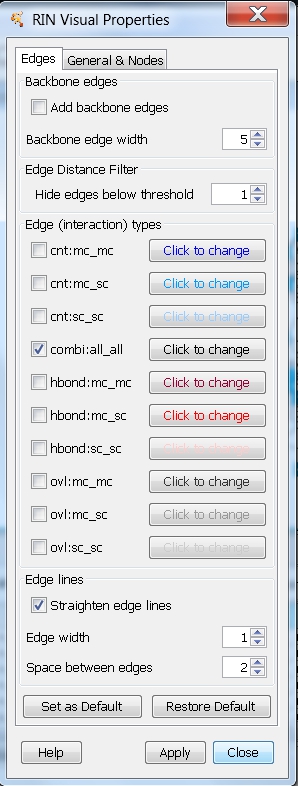 RIN Visual Properties
Edges General & Nodes
Backbone edges
Add backbone edges
Backbone edge width 5
Edge Distance Filter
Hide edges below threshold 1
Edge (interaction) types
cnt:mc_mc Click to change
cnt:mc_sc Click to change
cnt:sc_sc Click to change
combi:all_all Click to change
hbond:mc_mc Click to change
hbond:mc_sc Click to change
hbond:sc_sc Click to change
ovl:mc_mc Click to change
ovl:mc_sc Click to change
ovl:sc_sc Click to change
Edge lines
Straighten edge lines
Edge width 1
Space between edges 2
Set as Default Restore Default
Help Apply Close